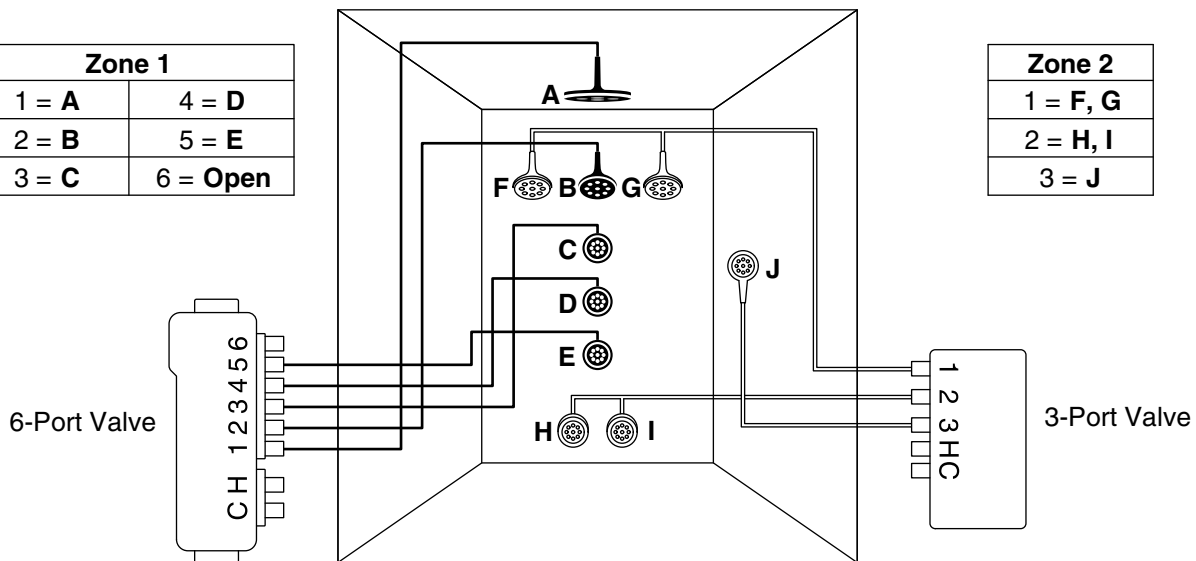 Zone 1
1 = A 4 = D
2 = B 5 = E
3 = C 6 = Open
Zone 2
1 = F, G
2 = H, I
3 = J
A
F B G
C
J
D
E
H I
6-Port Valve
6
5
4
3
2
1
H
C
3-Port Valve
1
2
3
H
C